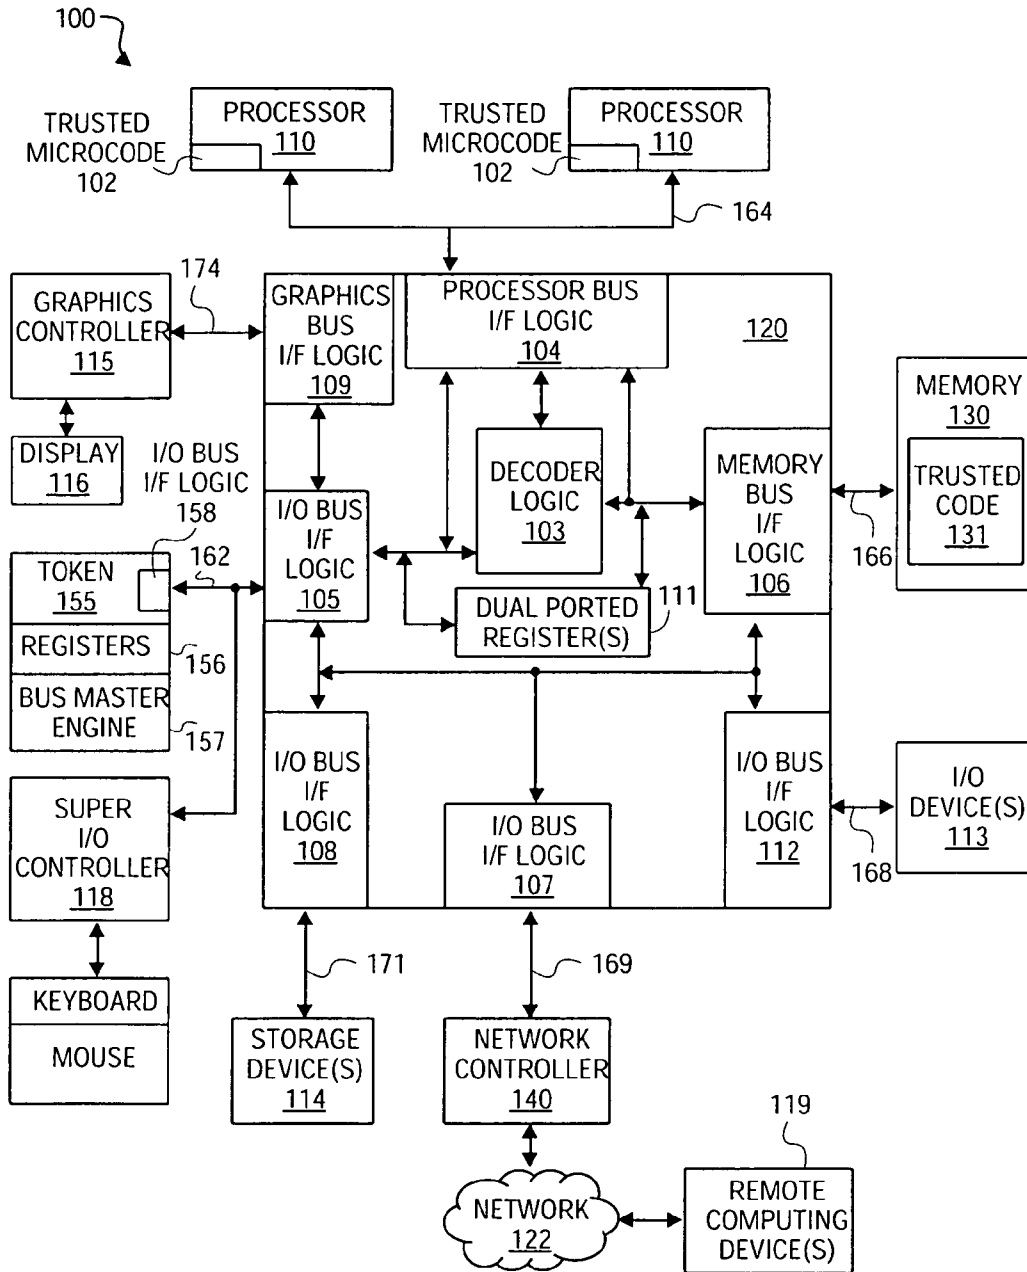 100
TRUSTED
MICROCODE
102
PROCESSOR
110
TRUSTED
MICROCODE
102
PROCESSOR
110
164
174
GRAPHICS
CONTROLLER
115
GRAPHICS
BUS
I/F LOGIC
109
PROCESSOR BUS
I/F LOGIC
104
120
MEMORY
130
TRUSTED
CODE
131
166
DISPLAY
116
I/O BUS
I/F LOGIC
158
162
I/O BUS
I/F
LOGIC
105
DECODER
LOGIC
103
MEMORY
BUS
I/F
LOGIC
106
TOKEN
155
REGISTERS
156
BUS MASTER
ENGINE
157
DUAL PORTED
REGISTER(S)
111
SUPER
I/O
CONTROLLER
118
I/O BUS
I/F
LOGIC
108
I/O BUS
I/F LOGIC
107
I/O BUS
I/F
LOGIC
112
I/O
DEVICE(S)
113
168
KEYBOARD
MOUSE
171
169
STORAGE
DEVICE(S)
114
NETWORK
CONTROLLER
140
119
NETWORK
122
REMOTE
COMPUTING
DEVICE(S)